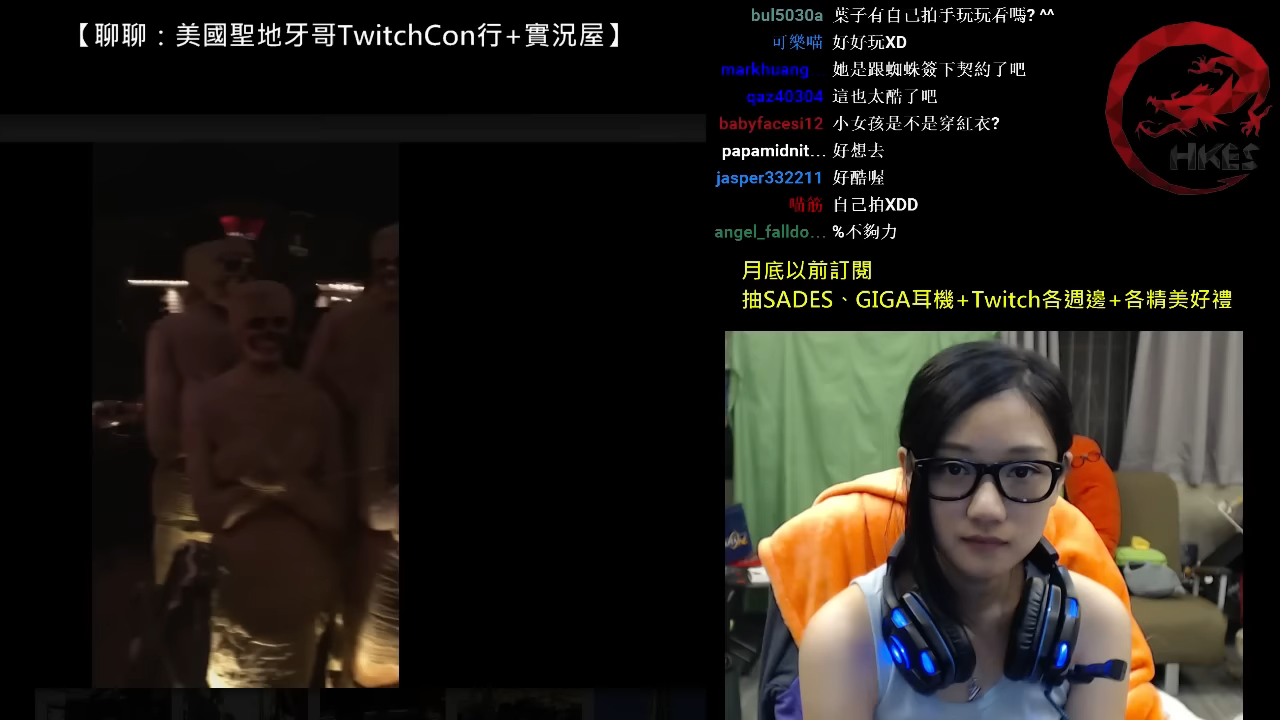 【聊聊：美國聖地牙哥TwitchCon行+實況屋】
bul5030a 葉子有自己拍手玩玩看嗎? ^^
可樂喵 好好玩XD
markhuang... 她是跟蜘蛛簽下契約了吧
qaz40304 這也太酷了吧
babyfacesi12 小女孩是不是穿紅衣?
papamidnit... 好想去
jasper332211 好酷喔
喵筋 自己拍XDD
angel_falldo... %不夠力
HKES
月底以前訂閱
抽SADES、GIGA耳機+Twitch各週邊+各精美好禮